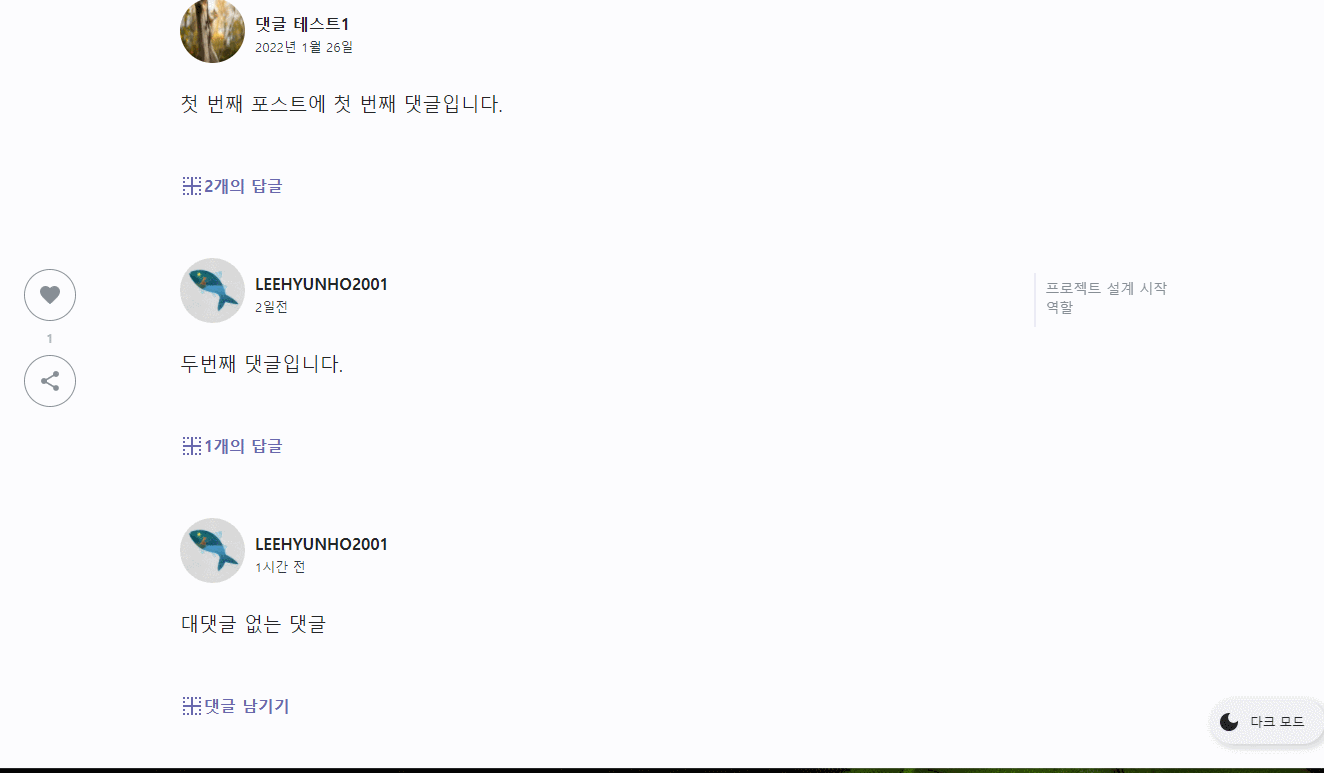 댓글 테스트1
2022년 1월 26일
첫 번째 포스트에 첫 번째 댓글입니다.
2개의 답글
LEEHYUNHO2001
2일전
두번째 댓글입니다.
1개의 답글
LEEHYUNHO2001
1시간 전
대댓글 없는 댓글
댓글 남기기
1
프로젝트 설계 시작
역할
다크 모드